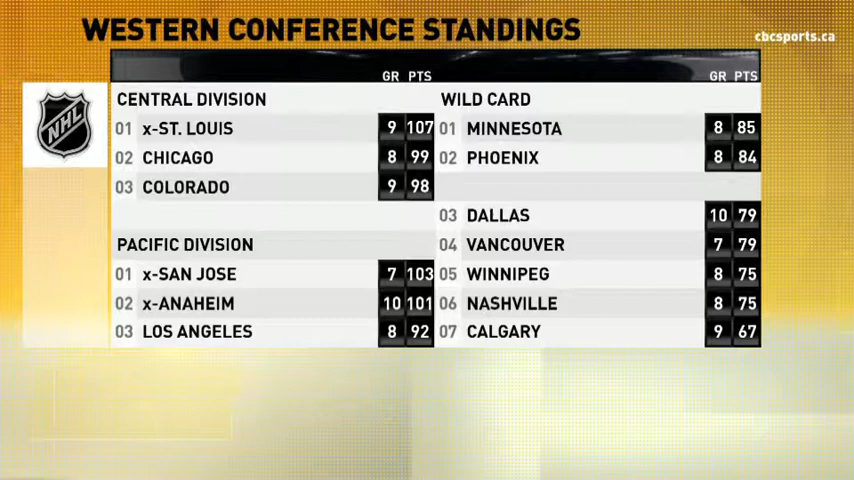 WESTERN CONFERENCE STANDINGS
cbcsports.ca
GR PTS
NHL
CENTRAL DIVISION
01 x-ST. LOUIS 9 107
02 CHICAGO 8 99
03 COLORADO 9 98
PACIFIC DIVISION
01 x-SAN JOSE 7 103
02 x-ANAHEIM 10 101
03 LOS ANGELES 8 92
GR PTS
WILD CARD
01 MINNESOTA 8 85
02 PHOENIX 8 84
03 DALLAS 10 79
04 VANCOUVER 7 79
05 WINNIPEG 8 75
06 NASHVILLE 8 75
07 CALGARY 9 67